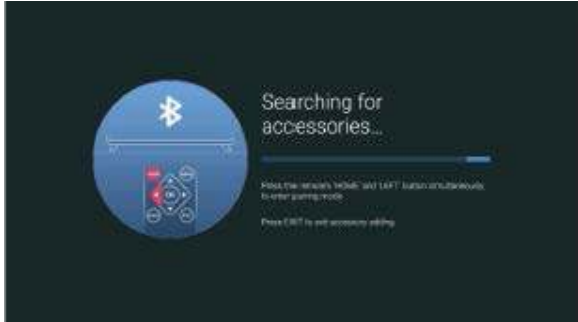 Searching for
accessories...
Press the remote's 'HOME' and 'LEFT' button simultaneously
to enter pairing mode.
Press EXIT to exit accessory adding.
OK